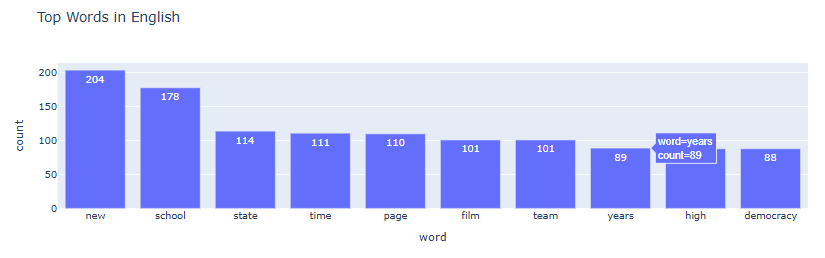 Top Words in English
count
200
150
100
50
0
204
178
114
111
110
101
101
89
88
word=years
count=89
new school state time page film team years high democracy
word